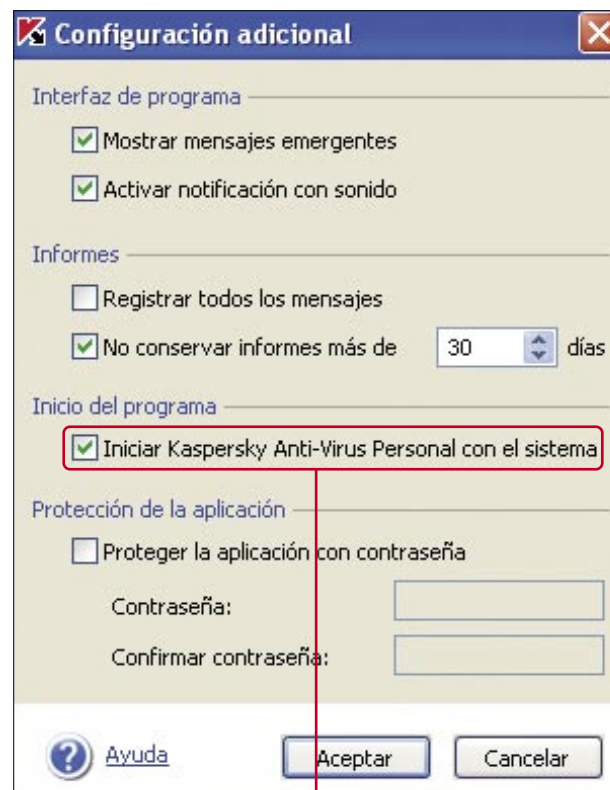 Configuración adicional
Interfaz de programa
Mostrar mensajes emergentes
Activar notificación con sonido
Informes
Registrar todos los mensajes
No conservar informes más de 30 días
Inicio del programa
Iniciar Kaspersky Anti-Virus Personal con el sistema
Protección de la aplicación
Proteger la aplicación con contraseña
Contraseña:
Confirmar contraseña:
Ayuda Aceptar Cancelar